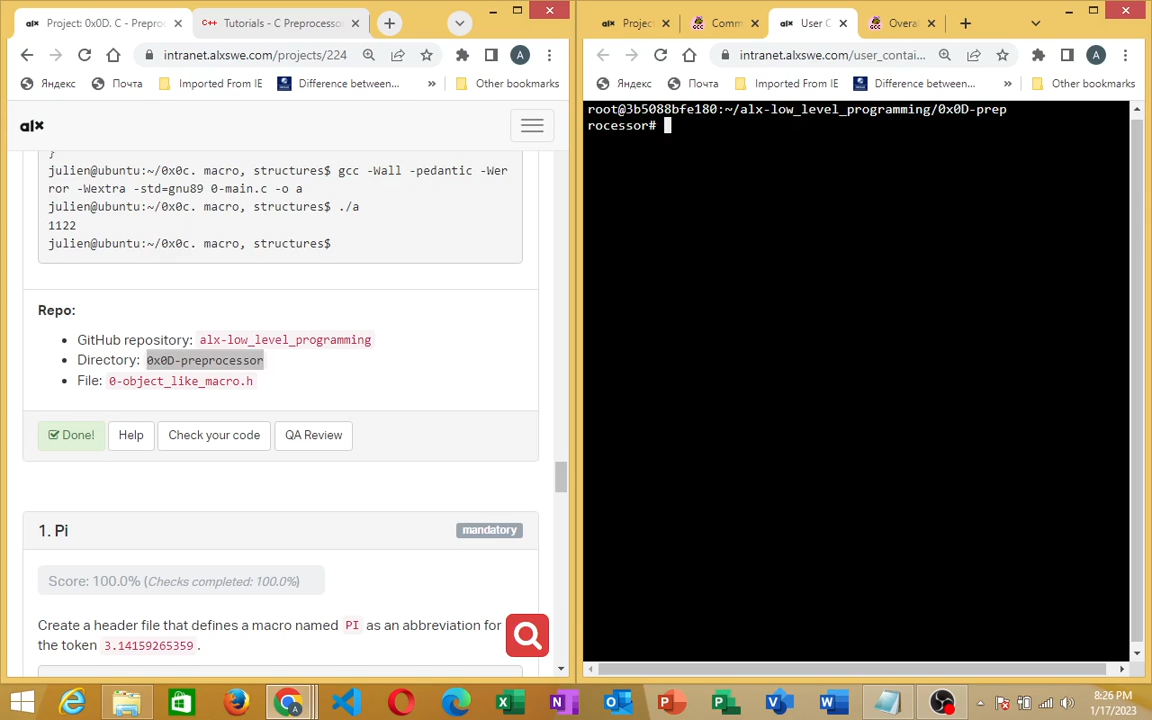 Project: 0x0D. C - Prepro
C++ Tutorials - C Preprocesso
Projec
Comm
User C
Overal
intranet.alxswe.com/projects/224
intranet.alxswe.com/user_contai...
Яндекс
Почта
Imported From IE
Difference between...
»
Other bookmarks
Яндекс
Почта
Imported From IE
Difference between...
»
Other bookmarks
alx
}
julien@ubuntu:~/0x0c. macro, structures$ gcc -Wall -pedantic -Wer
ror -Wextra -std=gnu89 0-main.c -o a
julien@ubuntu:~/0x0c. macro, structures$ ./a
1122
julien@ubuntu:~/0x0c. macro, structures$
Repo:
GitHub repository: alx-low_level_programming
Directory: 0x0D-preprocessor
File: 0-object_like_macro.h
Done!
Help
Check your code
QA Review
1. Pi
mandatory
Score: 100.0% (Checks completed: 100.0%)
Create a header file that defines a macro named PI as an abbreviation for
the token 3.14159265359 .
root@3b5088bfe180:~/alx-low_level_programming/0x0D-prep
rocessor#
8:26 PM
1/17/2023